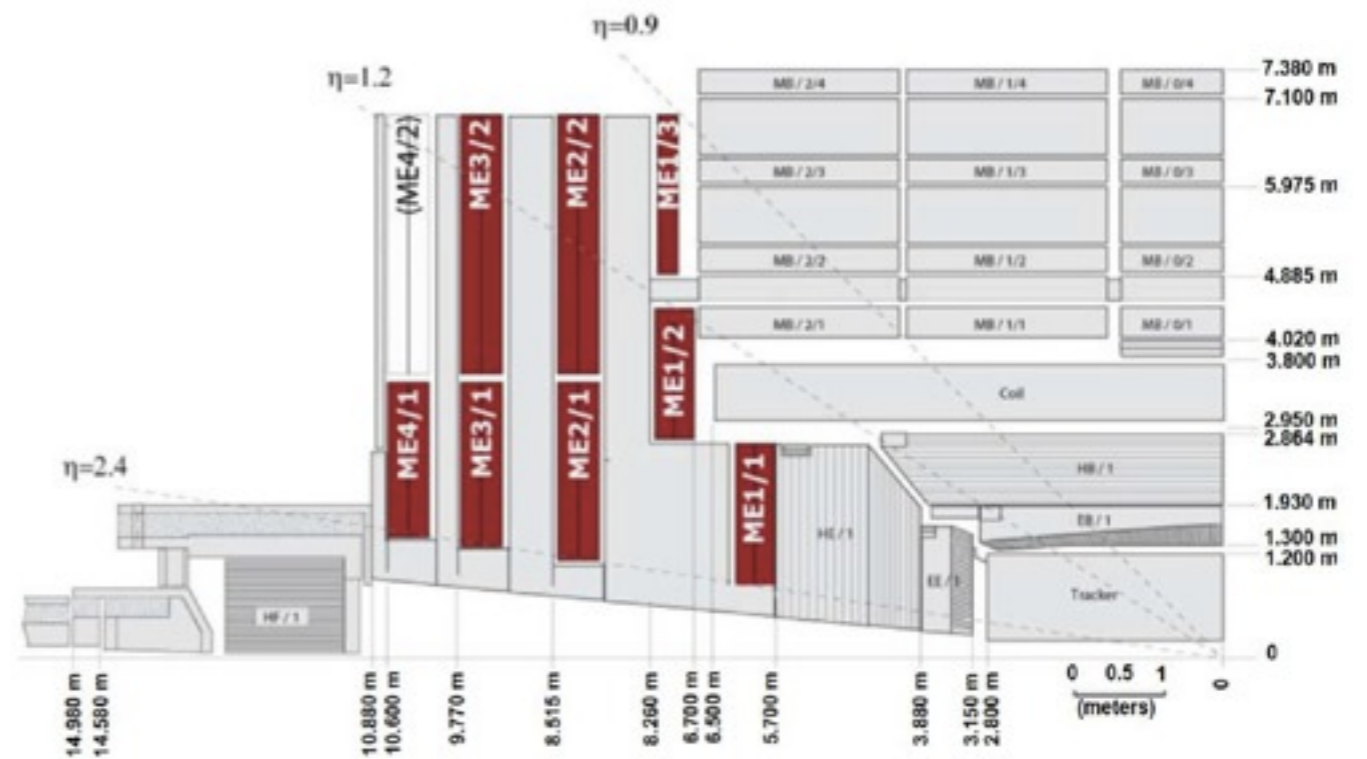 η=0.9
η=1.2
η=2.4
(ME4/2)
ME3/2
ME2/2
ME1/3
MB / 2/4
MB / 1/4
MB / 0/4
MB / 2/3
MB / 1/3
MB / 0/3
MB / 2/2
MB / 1/2
MB / 0/2
MB / 2/1
MB / 1/1
MB / 0/1
ME1/2
Coil
ME4/1
ME3/1
ME2/1
ME1/1
HB / 1
HE / 1
EB / 1
EE / 1
Tracker
HF / 1
7.380 m
7.100 m
5.975 m
4.885 m
4.020 m
3.800 m
2.950 m
2.864 m
1.930 m
1.300 m
1.200 m
0
0 0.5 1
(meters)
14.980 m
14.580 m
10.880 m
10.600 m
9.770 m
8.515 m
8.260 m
6.700 m
6.500 m
5.700 m
3.880 m
3.150 m
2.800 m
0